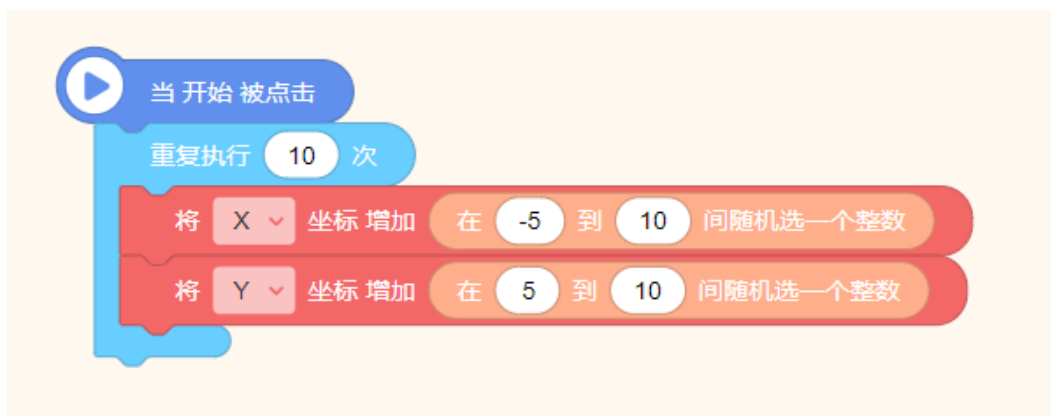 当 开始 被点击
重复执行 10 次
将 X 坐标 增加 在 -5 到 10 间随机选一个整数
将 Y 坐标 增加 在 5 到 10 间随机选一个整数